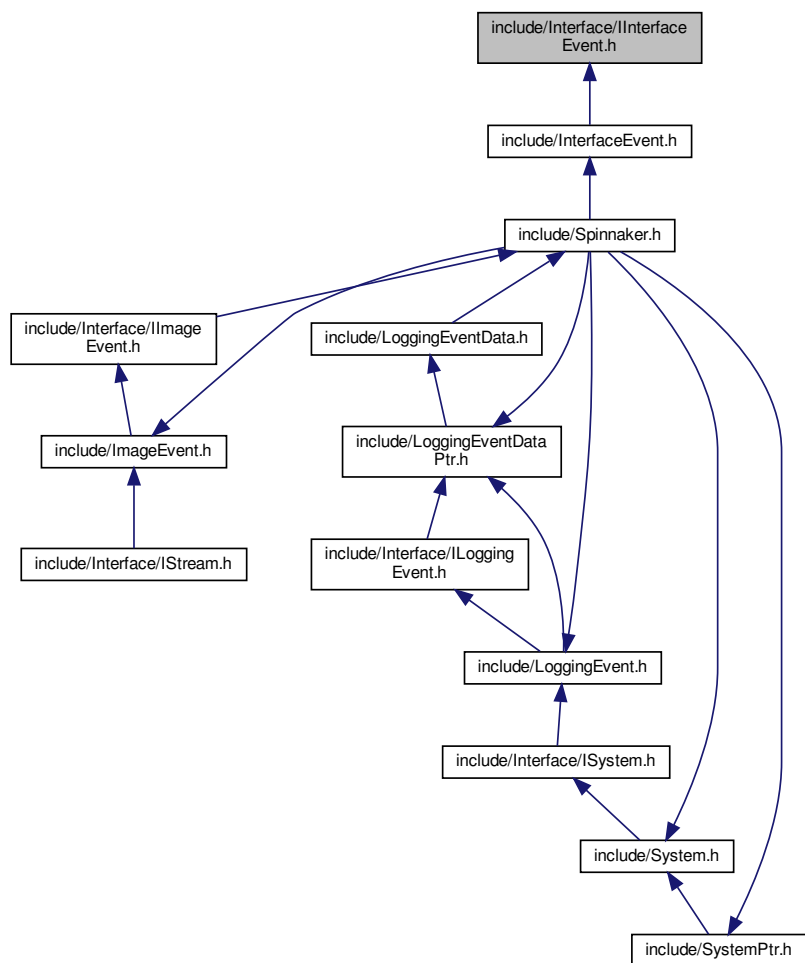 include/Interface/IInterface
Event.h
include/InterfaceEvent.h
include/Spinnaker.h
include/Interface/IImage
Event.h
include/LoggingEventData.h
include/ImageEvent.h
include/LoggingEventData
Ptr.h
include/Interface/IStream.h
include/Interface/ILogging
Event.h
include/LoggingEvent.h
include/Interface/ISystem.h
include/System.h
include/SystemPtr.h